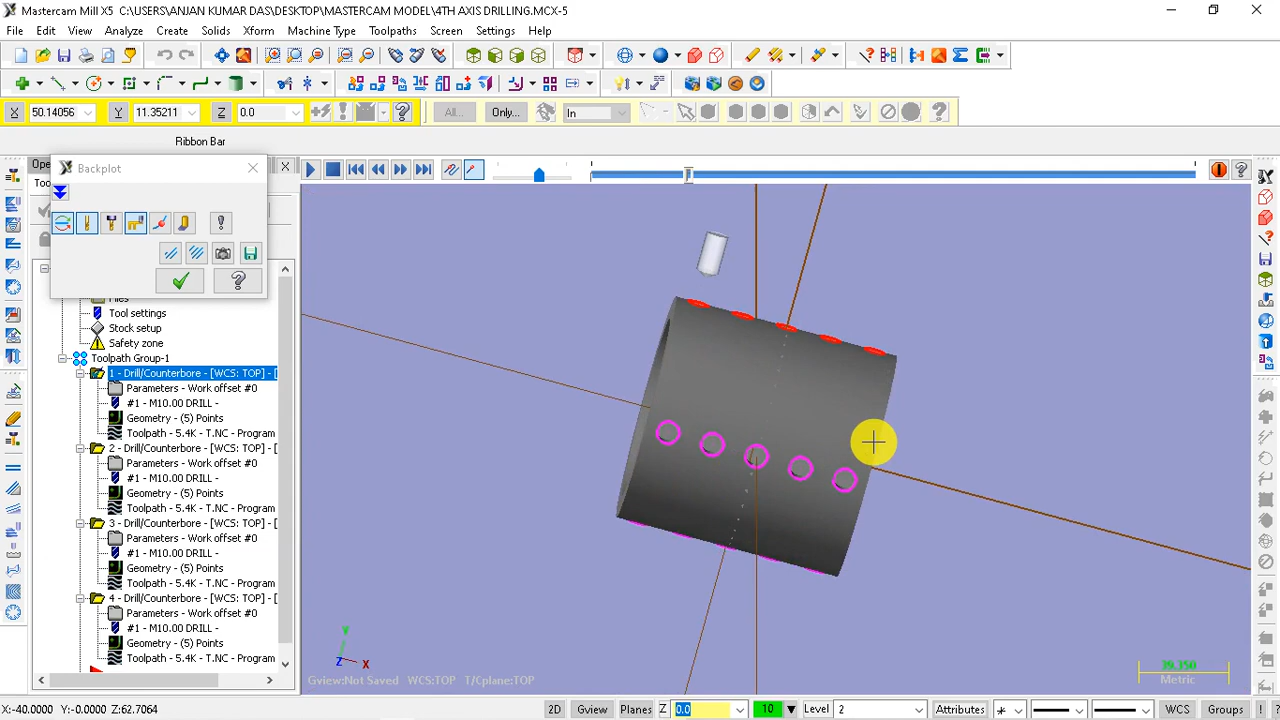 Mastercam Mill X5 C:\USERS\ANJAN KUMAR DAS\DESKTOP\MASTERCAM MODEL\4TH AXIS DRILLING.MCX-5
File Edit View Analyze Create Solids Xform Machine Type Toolpaths Screen Settings Help
X 50.14056 Y 11.35211 Z 0.0 All... Only... In
Ribbon Bar
Backplot
Tool settings
Stock setup
Safety zone
Toolpath Group-1
1 - Drill/Counterbore - [WCS: TOP] - [
Parameters - Work offset #0
#1 - M10.00 DRILL -
Geometry - (5) Points
Toolpath - 5.4K - T.NC - Program
2 - Drill/Counterbore - [WCS: TOP] - [
Parameters - Work offset #0
#1 - M10.00 DRILL -
Geometry - (5) Points
Toolpath - 5.4K - T.NC - Program
3 - Drill/Counterbore - [WCS: TOP] - [
Parameters - Work offset #0
#1 - M10.00 DRILL -
Geometry - (5) Points
Toolpath - 5.4K - T.NC - Program
4 - Drill/Counterbore - [WCS: TOP] - [
Parameters - Work offset #0
#1 - M10.00 DRILL -
Geometry - (5) Points
Toolpath - 5.4K - T.NC - Program
Y
Z X
Gview:Not Saved WCS:TOP T/Cplane:TOP
39.350
Metric
X:-40.0000 Y:-0.0000 Z:62.7064 2D Gview Planes Z 0.0 10 Level 2 Attributes WCS Groups ! ?